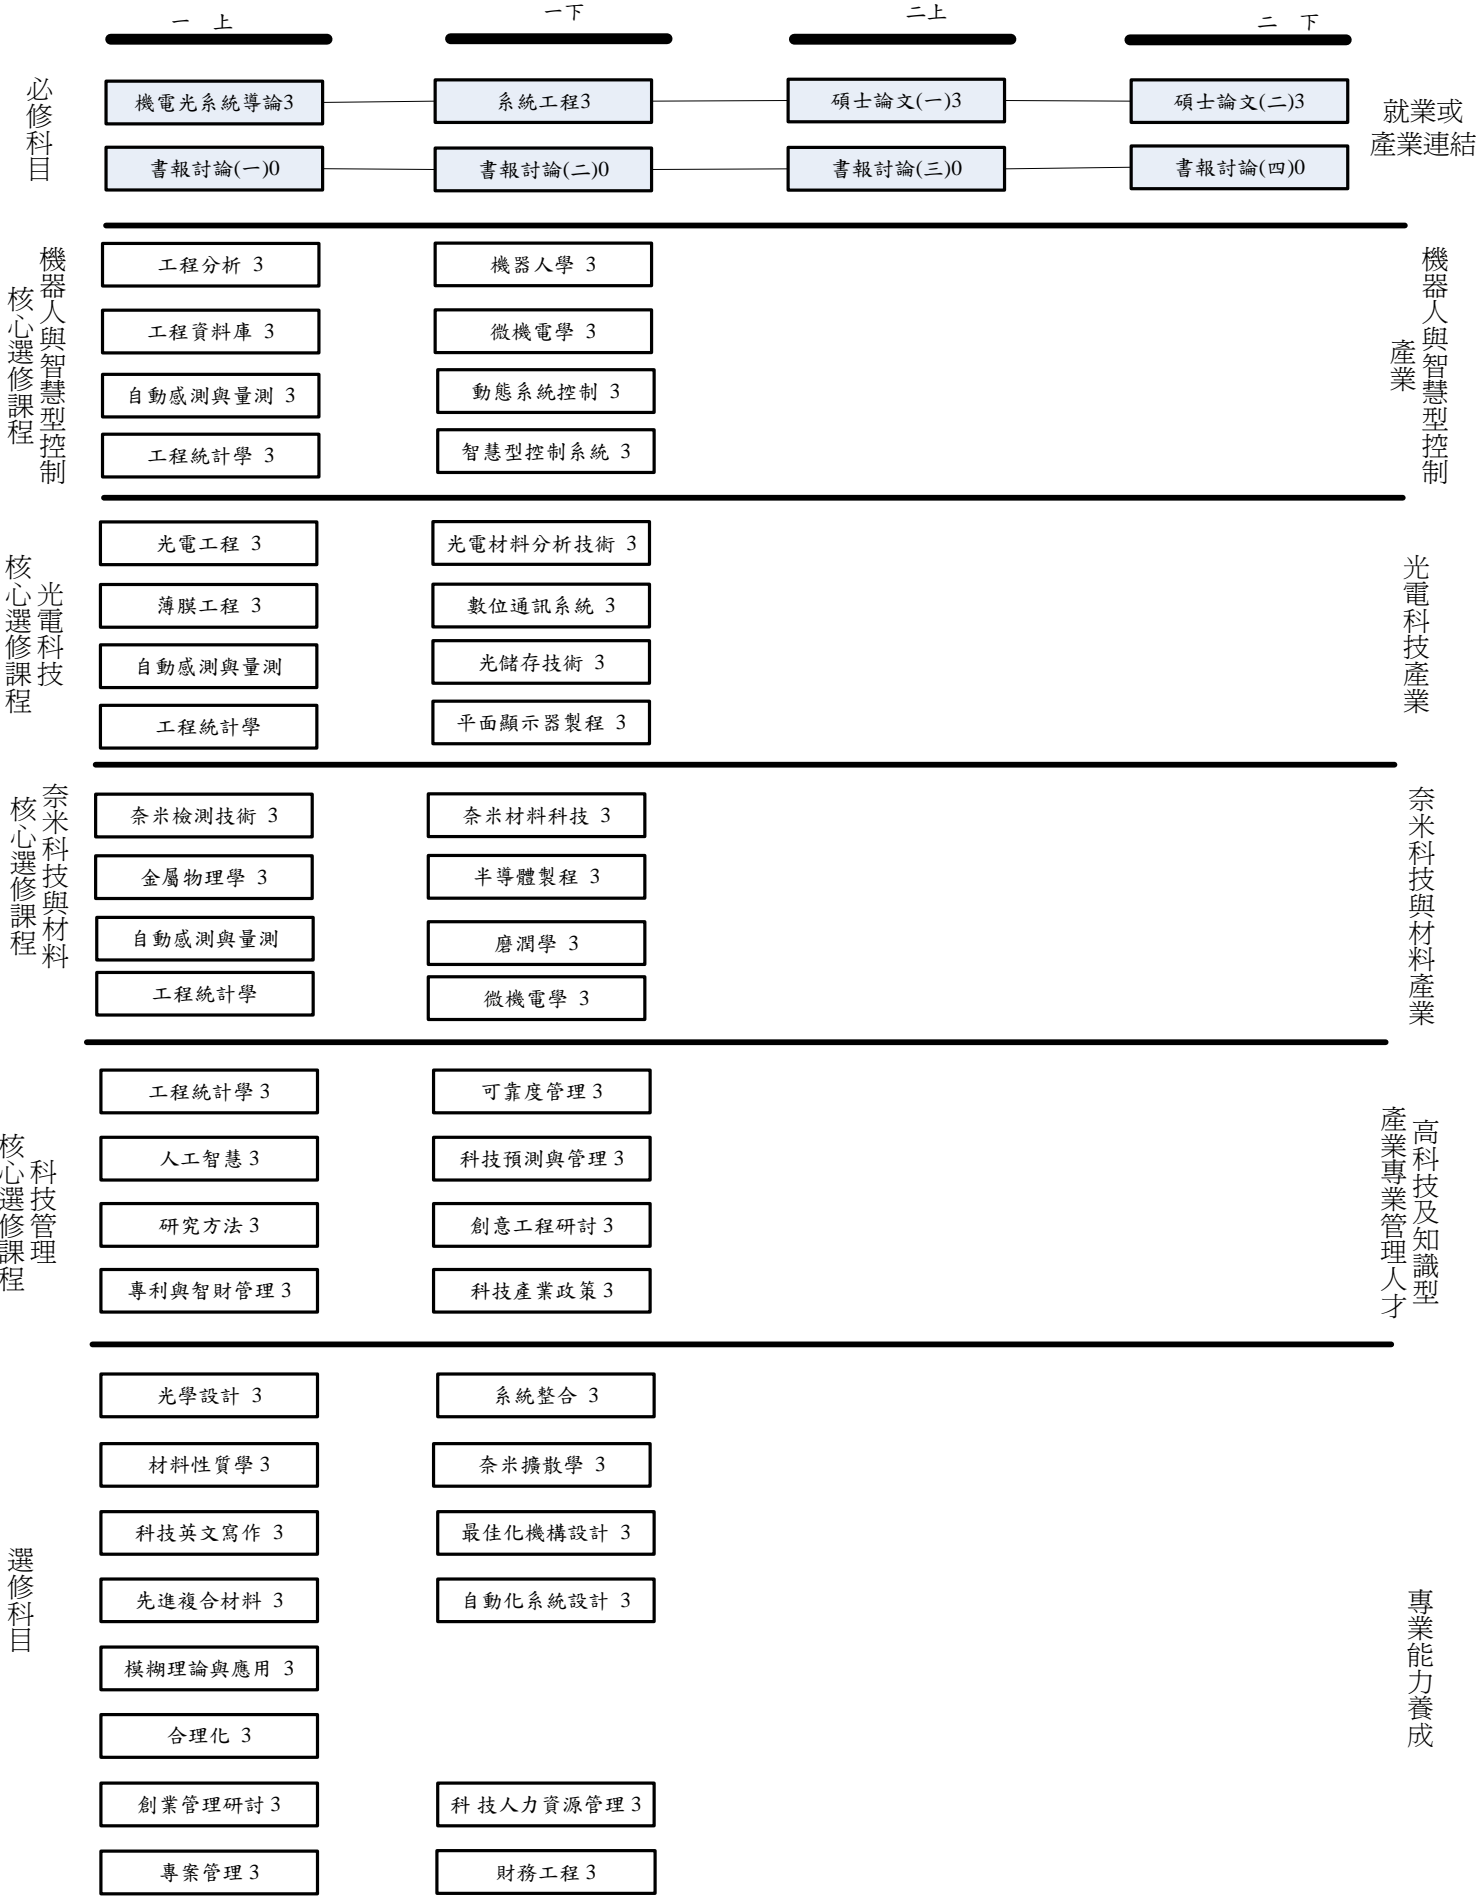 一 上
一下
二上
二 下
必修科目
機電光系統導論3
系統工程3
碩士論文(一)3
碩士論文(二)3
就業或
產業連結
書報討論(一)0
書報討論(二)0
書報討論(三)0
書報討論(四)0
機器人與智慧型控制
核心選修課程
工程分析 3
機器人學 3
工程資料庫 3
微機電學 3
自動感測與量測 3
動態系統控制 3
工程統計學 3
智慧型控制系統 3
機器人與智慧型控制
產業
光電科技
核心選修課程
光電工程 3
光電材料分析技術 3
薄膜工程 3
數位通訊系統 3
自動感測與量測
光儲存技術 3
工程統計學
平面顯示器製程 3
光電科技產業
奈米科技與材料
核心選修課程
奈米檢測技術 3
奈米材料科技 3
金屬物理學 3
半導體製程 3
自動感測與量測
磨潤學 3
工程統計學
微機電學 3
奈米科技與材料產業
科技管理
核心選修課程
工程統計學 3
可靠度管理 3
人工智慧 3
科技預測與管理 3
研究方法 3
創意工程研討 3
專利與智財管理 3
科技產業政策 3
高科技及知識型
產業專業管理人才
選修科目
光學設計 3
系統整合 3
材料性質學 3
奈米擴散學 3
科技英文寫作 3
最佳化機構設計 3
先進複合材料 3
自動化系統設計 3
模糊理論與應用 3
合理化 3
創業管理研討 3
科 技人力資源管理 3
專案管理 3
財務工程 3
專業能力養成